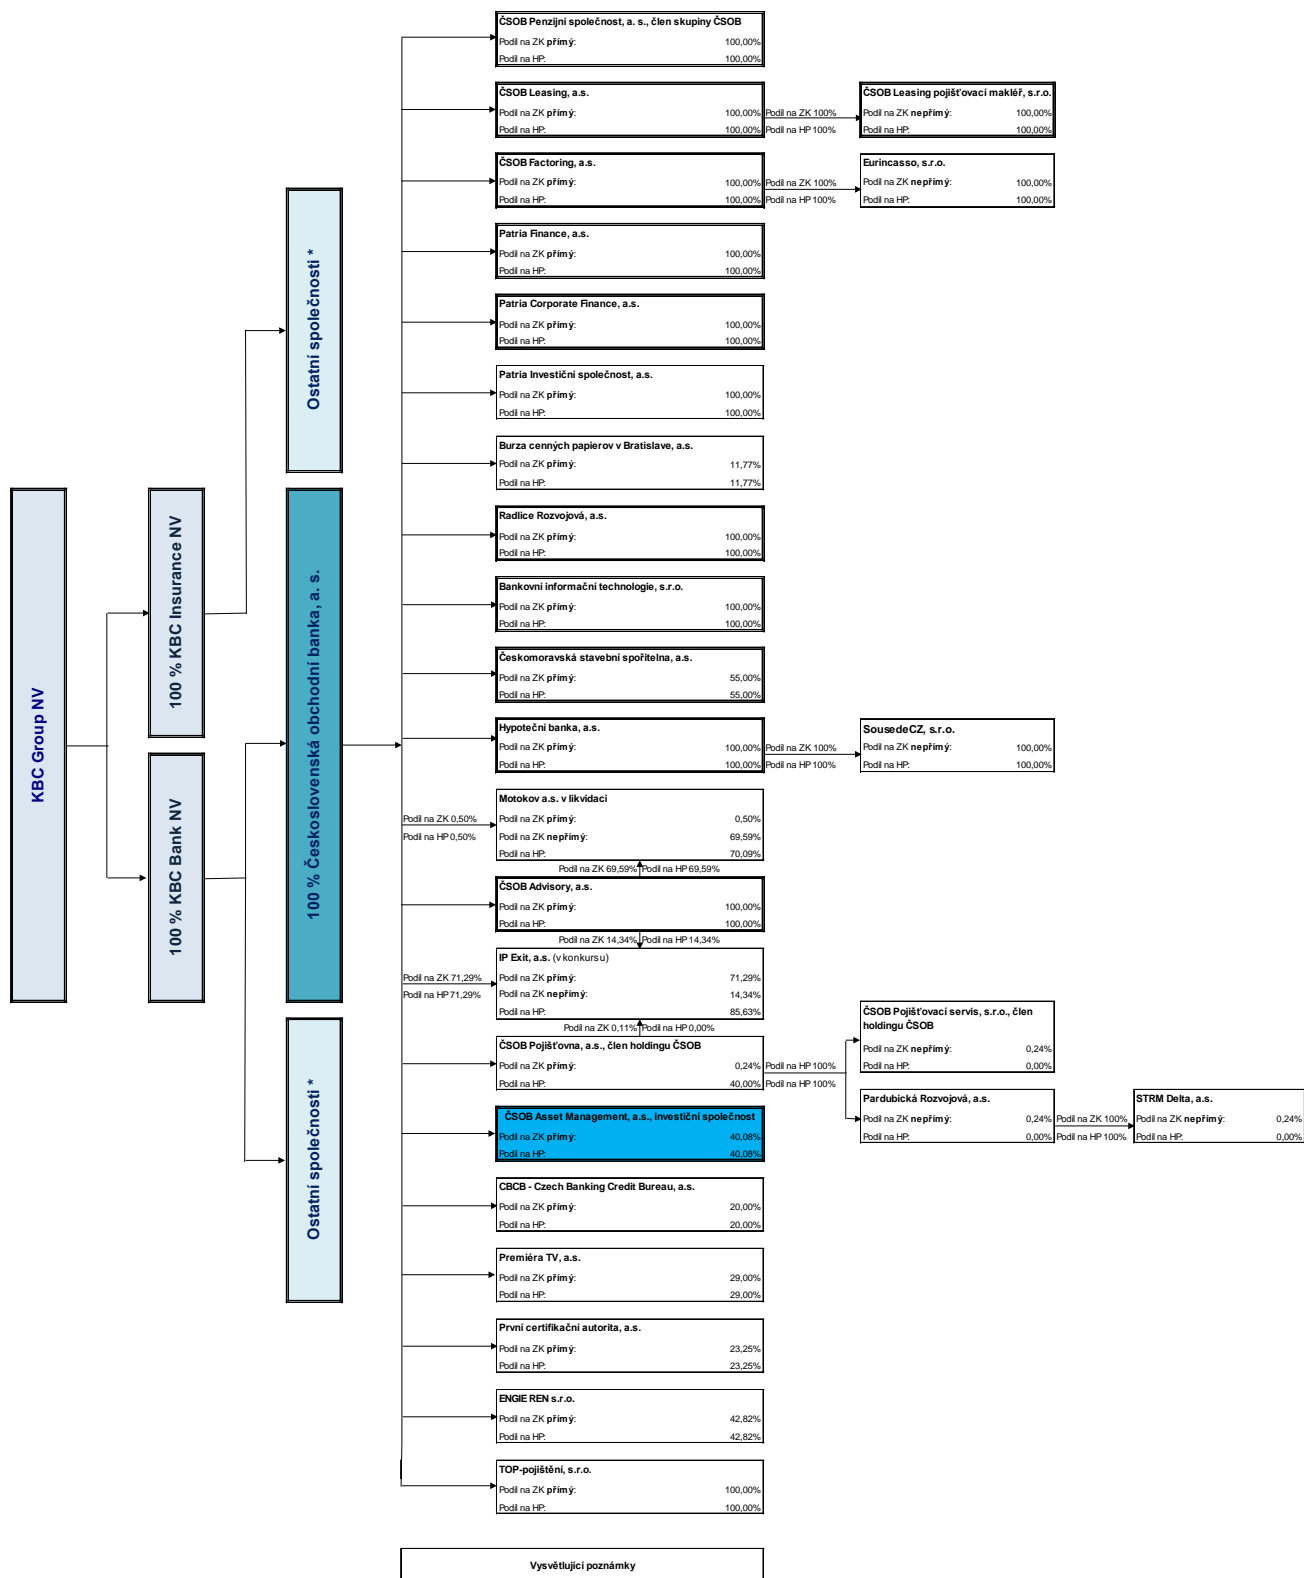 KBC Group NV
100 % KBC Insurance NV
100 % KBC Bank NV
Ostatní společnosti *
100 % Československá obchodní banka, a. s.
Ostatní společnosti *
ČSOB Penzijní společnost, a. s., člen skupiny ČSOB
Podíl na ZK přímý: 100,00%
Podíl na HP: 100,00%
ČSOB Leasing, a.s.
Podíl na ZK přímý: 100,00%
Podíl na HP: 100,00%
Podíl na ZK 100%
Podíl na HP 100%
ČSOB Leasing pojišťovací makléř, s.r.o.
Podíl na ZK nepřímý: 100,00%
Podíl na HP: 100,00%
ČSOB Factoring, a.s.
Podíl na ZK přímý: 100,00%
Podíl na HP: 100,00%
Podíl na ZK 100%
Podíl na HP 100%
Eurincasso, s.r.o.
Podíl na ZK nepřímý: 100,00%
Podíl na HP: 100,00%
Patria Finance, a.s.
Podíl na ZK přímý: 100,00%
Podíl na HP: 100,00%
Patria Corporate Finance, a.s.
Podíl na ZK přímý: 100,00%
Podíl na HP: 100,00%
Patria Investiční společnost, a.s.
Podíl na ZK přímý: 100,00%
Podíl na HP: 100,00%
Burza cenných papierov v Bratislave, a.s.
Podíl na ZK přímý: 11,77%
Podíl na HP: 11,77%
Radlice Rozvojová, a.s.
Podíl na ZK přímý: 100,00%
Podíl na HP: 100,00%
Bankovní informační technologie, s.r.o.
Podíl na ZK přímý: 100,00%
Podíl na HP: 100,00%
Českomoravská stavební spořitelna, a.s.
Podíl na ZK přímý: 55,00%
Podíl na HP: 55,00%
Hypoteční banka, a.s.
Podíl na ZK přímý: 100,00%
Podíl na HP: 100,00%
Podíl na ZK 100%
Podíl na HP 100%
SousedeCZ, s.r.o.
Podíl na ZK nepřímý: 100,00%
Podíl na HP: 100,00%
Podíl na ZK 0,50%
Podíl na HP 0,50%
Motokov a.s. v likvidaci
Podíl na ZK přímý: 0,50%
Podíl na ZK nepřímý: 69,59%
Podíl na HP: 70,09%
Podíl na ZK 69,59% Podíl na HP 69,59%
ČSOB Advisory, a.s.
Podíl na ZK přímý: 100,00%
Podíl na HP: 100,00%
Podíl na ZK 14,34% Podíl na HP 14,34%
Podíl na ZK 71,29%
Podíl na HP 71,29%
IP Exit, a.s. (v konkursu)
Podíl na ZK přímý: 71,29%
Podíl na ZK nepřímý: 14,34%
Podíl na HP: 85,63%
Podíl na ZK 0,11% Podíl na HP 0,00%
ČSOB Pojišťovna, a.s., člen holdingu ČSOB
Podíl na ZK přímý: 0,24%
Podíl na HP: 40,00%
Podíl na HP 100%
Podíl na HP 100%
ČSOB Pojišťovací servis, s.r.o., člen
holdingu ČSOB
Podíl na ZK nepřímý: 0,24%
Podíl na HP: 0,00%
Pardubická Rozvojová, a.s.
Podíl na ZK nepřímý: 0,24%
Podíl na HP: 0,00%
Podíl na ZK 100%
Podíl na HP 100%
STRM Delta, a.s.
Podíl na ZK nepřímý: 0,24%
Podíl na HP: 0,00%
ČSOB Asset Management, a.s., investiční společnost
Podíl na ZK přímý: 40,08%
Podíl na HP: 40,08%
CBCB - Czech Banking Credit Bureau, a.s.
Podíl na ZK přímý: 20,00%
Podíl na HP: 20,00%
Premiéra TV, a.s.
Podíl na ZK přímý: 29,00%
Podíl na HP: 29,00%
První certifikační autorita, a.s.
Podíl na ZK přímý: 23,25%
Podíl na HP: 23,25%
ENGIE REN s.r.o.
Podíl na ZK přímý: 42,82%
Podíl na HP: 42,82%
TOP-pojištění, s.r.o.
Podíl na ZK přímý: 100,00%
Podíl na HP: 100,00%
Vysvětlující poznámky